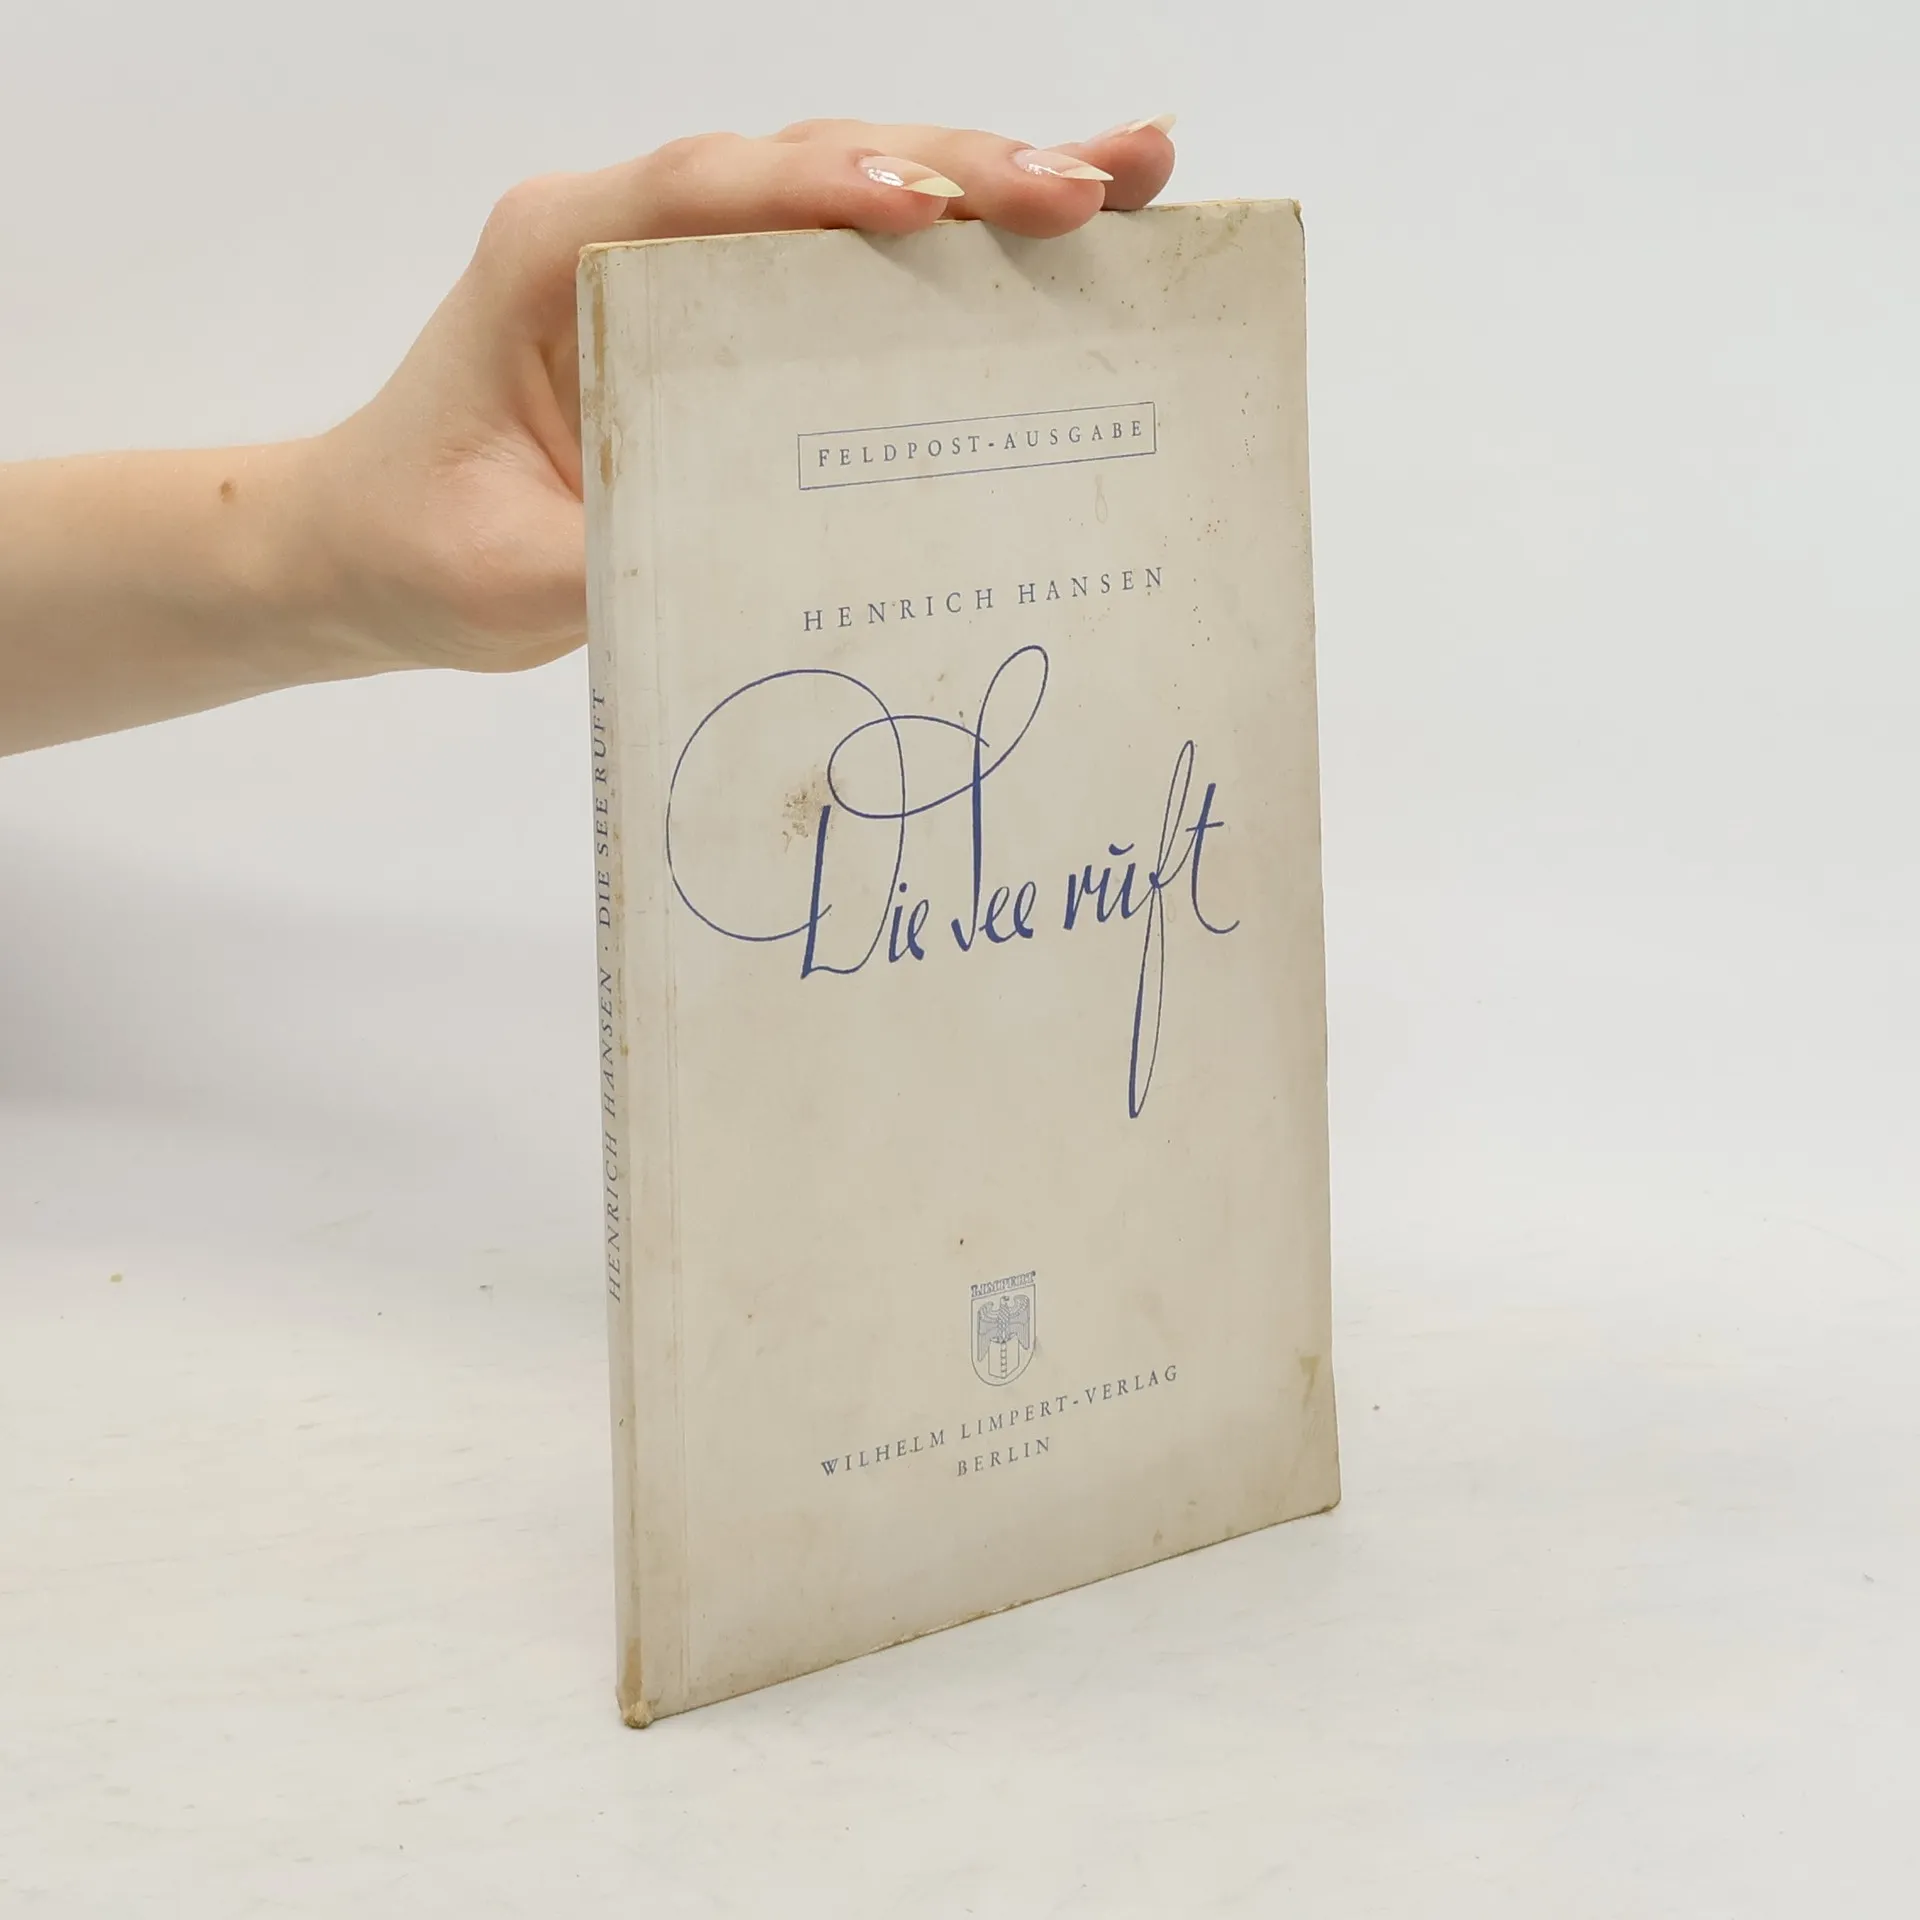 FELDPOST-AUSGABE
HENRICH HANSEN
Die See ruft
LIMPERT
WILHELM LIMPERT-VERLAG
BERLIN
HENRICH HANSEN · DIE SEE RUFT